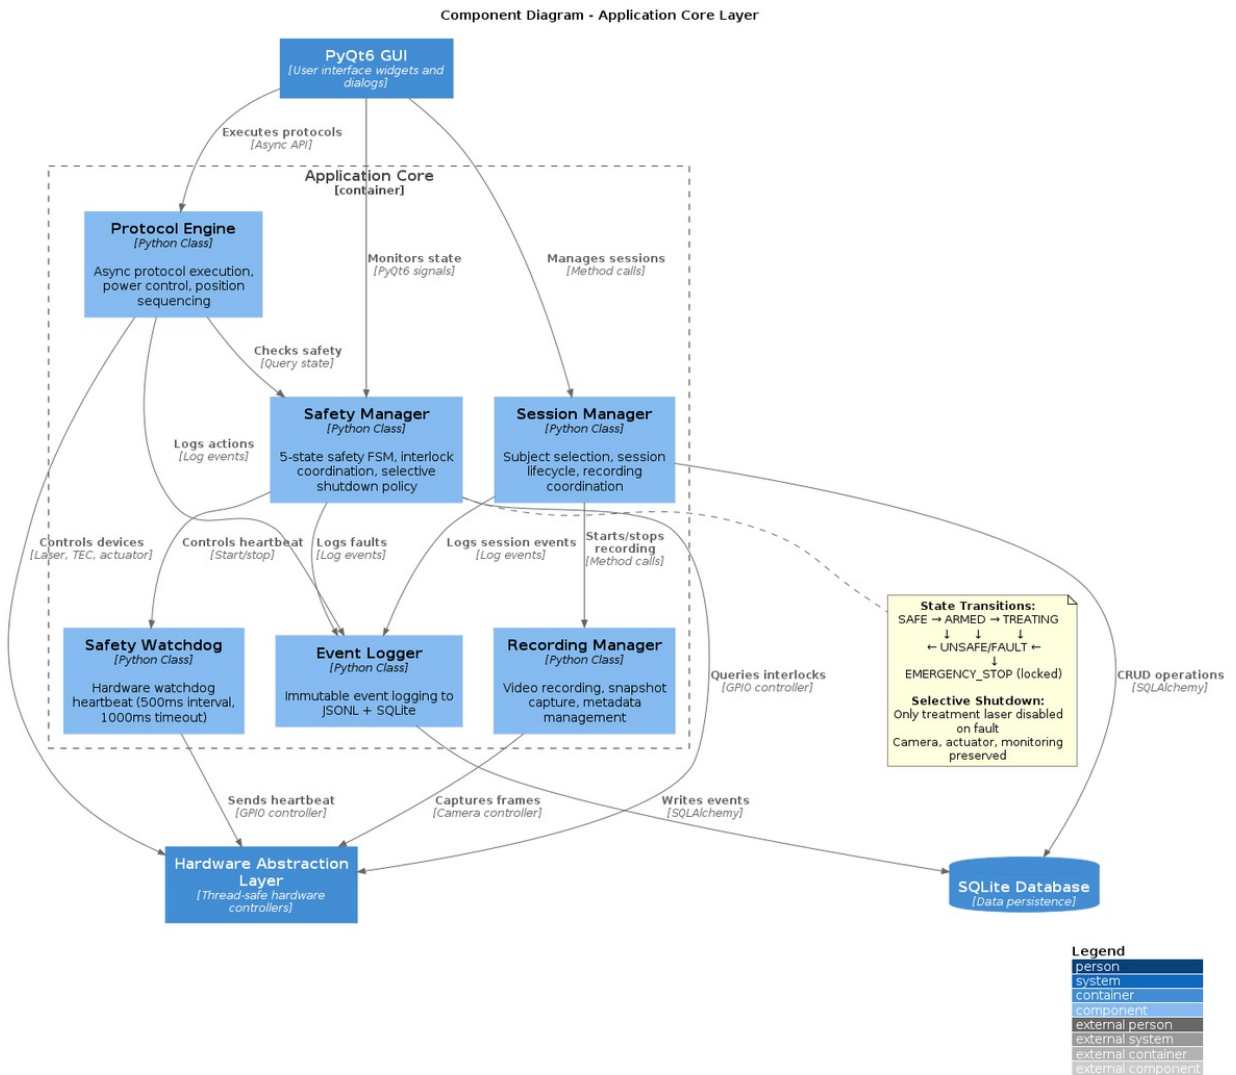 Component Diagram - Application Core Layer
PyQt6 GUI
[User interface widgets and
dialogs]
Executes protocols
[Async API]
Application Core
[container]
Protocol Engine
[Python Class]
Async protocol execution,
power control, position
sequencing
Monitors state
[PyQt6 signals]
Manages sessions
[Method calls]
Checks safety
[Query state]
Safety Manager
[Python Class]
5-state safety FSM, interlock
coordination, selective
shutdown policy
Session Manager
[Python Class]
Subject selection, session
lifecycle, recording
coordination
Logs actions
[Log events]
Controls devices
[Laser, TEC, actuator]
Controls heartbeat
[Start/stop]
Logs faults
[Log events]
Logs session events
[Log events]
Starts/stops
recording
[Method calls]
Safety Watchdog
[Python Class]
Hardware watchdog
heartbeat (500ms interval,
1000ms timeout)
Event Logger
[Python Class]
Immutable event logging to
JSONL + SQLite
Recording Manager
[Python Class]
Video recording, snapshot
capture, metadata
management
Queries interlocks
[GPIO controller]
State Transitions:
SAFE → ARMED → TREATING
↓ ↓ ↓
← UNSAFE/FAULT ←
↓
EMERGENCY_STOP (locked)
Selective Shutdown:
Only treatment laser disabled
on fault
Camera, actuator, monitoring
preserved
CRUD operations
[SQLAlchemy]
Sends heartbeat
[GPIO controller]
Captures frames
[Camera controller]
Writes events
[SQLAlchemy]
Hardware Abstraction
Layer
[Thread-safe hardware
controllers]
SQLite Database
[Data persistence]
Legend
person
system
container
component
external person
external system
external container
external component